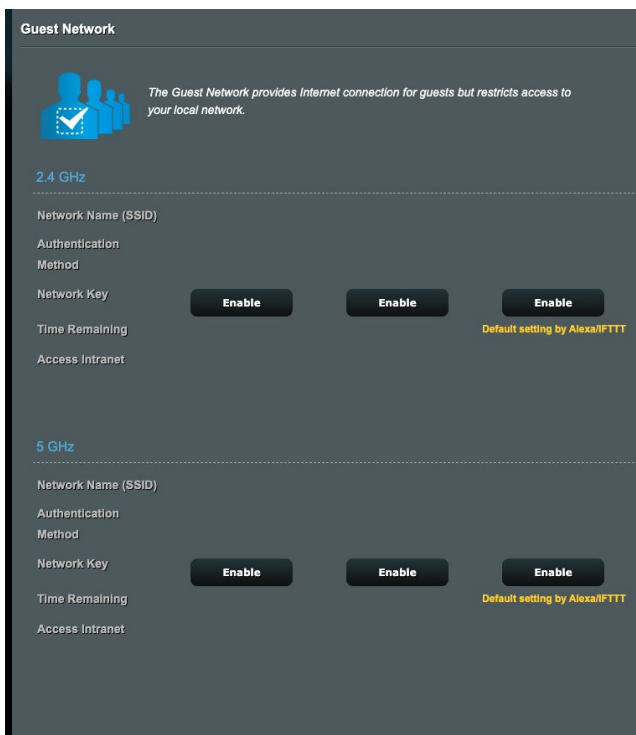 Guest Network
The Guest Network provides Internet connection for guests but restricts access to
your local network.
2.4 GHz
Network Name (SSID)
Authentication
Method
Network Key
Enable
Enable
Enable
Time Remaining
Default setting by Alexa/IFTTT
Access Intranet
5 GHz
Network Name (SSID)
Authentication
Method
Network Key
Enable
Enable
Enable
Time Remaining
Default setting by Alexa/IFTTT
Access Intranet